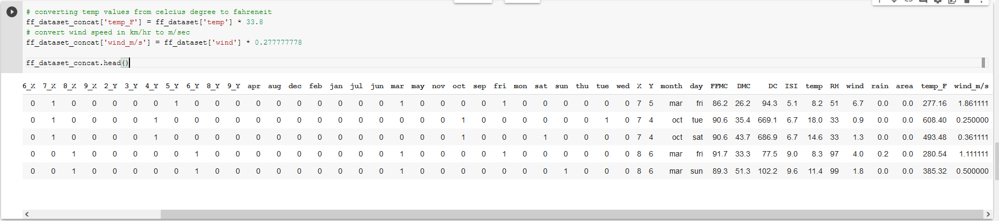 # converting temp values from celcius degree to fahreneit
ff_dataset_concat['temp_F'] = ff_dataset['temp'] * 33.8
# convert wind speed in km/hr to m/sec
ff_dataset_concat['wind_m/s'] = ff_dataset['wind'] * 0.277777778
ff_dataset_concat.head()
6_X 7_X 8_X 9_X 2_Y 3_Y 4_Y 5_Y 6_Y 8_Y 9_Y apr aug dec feb jan jul jun mar may nov oct sep fri mon sat sun thu tue wed X Y month day FFMC DMC DC ISI temp RH wind rain area temp_F wind_m/s
0 1 0 0 0 0 0 1 0 0 0 0 0 0 0 0 0 0 1 0 0 0 0 1 0 0 0 0 0 0 7 5 mar fri 86.2 26.2 94.3 5.1 8.2 51 6.7 0.0 0.0 277.16 1.861111
0 1 0 0 0 0 1 0 0 0 0 0 0 0 0 0 0 0 0 0 0 1 0 0 0 0 0 0 1 0 7 4 oct tue 90.6 35.4 669.1 6.7 18.0 33 0.9 0.0 0.0 608.40 0.250000
0 1 0 0 0 0 1 0 0 0 0 0 0 0 0 0 0 0 0 0 0 1 0 0 0 1 0 0 0 0 7 4 oct sat 90.6 43.7 686.9 6.7 14.6 33 1.3 0.0 0.0 493.48 0.361111
0 0 1 0 0 0 0 0 1 0 0 0 0 0 0 0 0 0 1 0 0 0 0 1 0 0 0 0 0 0 8 6 mar fri 91.7 33.3 77.5 9.0 8.3 97 4.0 0.2 0.0 280.54 1.111111
0 0 1 0 0 0 0 0 1 0 0 0 0 0 0 0 0 0 1 0 0 0 0 0 0 0 1 0 0 0 8 6 mar sun 89.3 51.3 102.2 9.6 11.4 99 1.8 0.0 0.0 385.32 0.500000